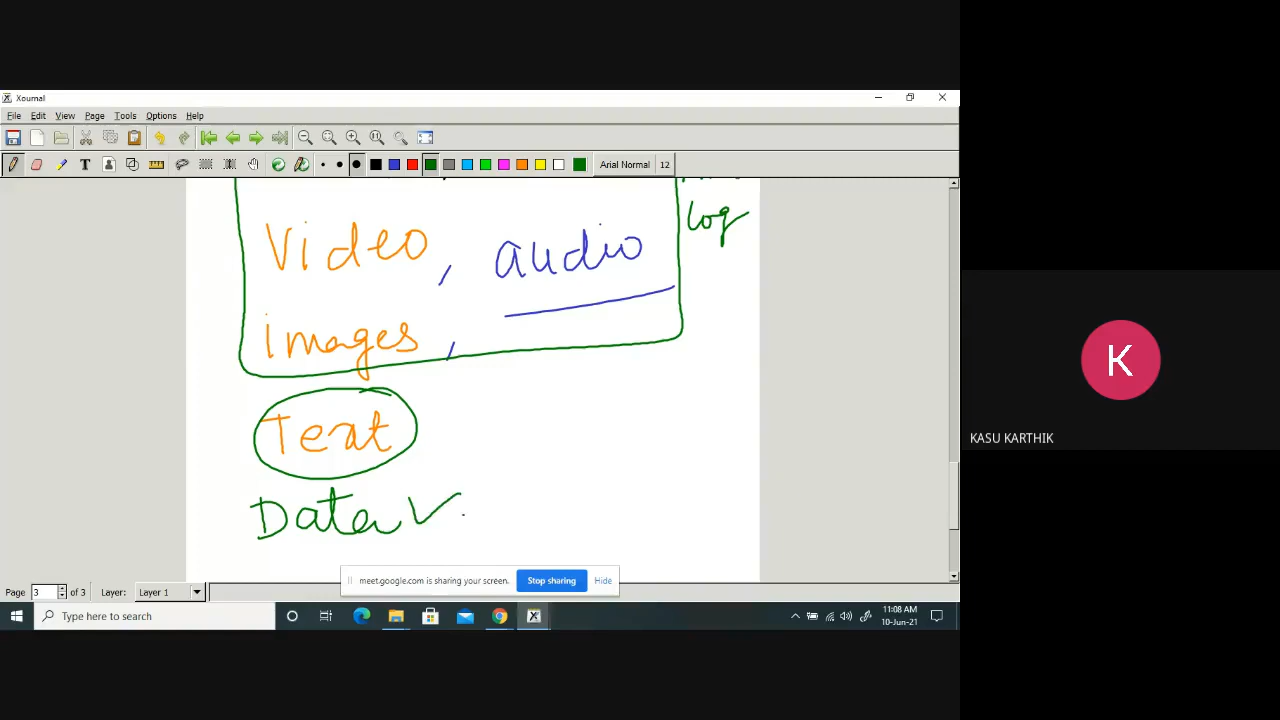 Xournal
File Edit View Page Tools Options Help
Arial Normal 12
log
Video, audio
images,
Text
Data
Page 3 of 3 Layer: Layer 1
meet.google.com is sharing your screen. Stop sharing Hide
Type here to search
11:08 AM
10-Jun-21
K
KASU KARTHIK